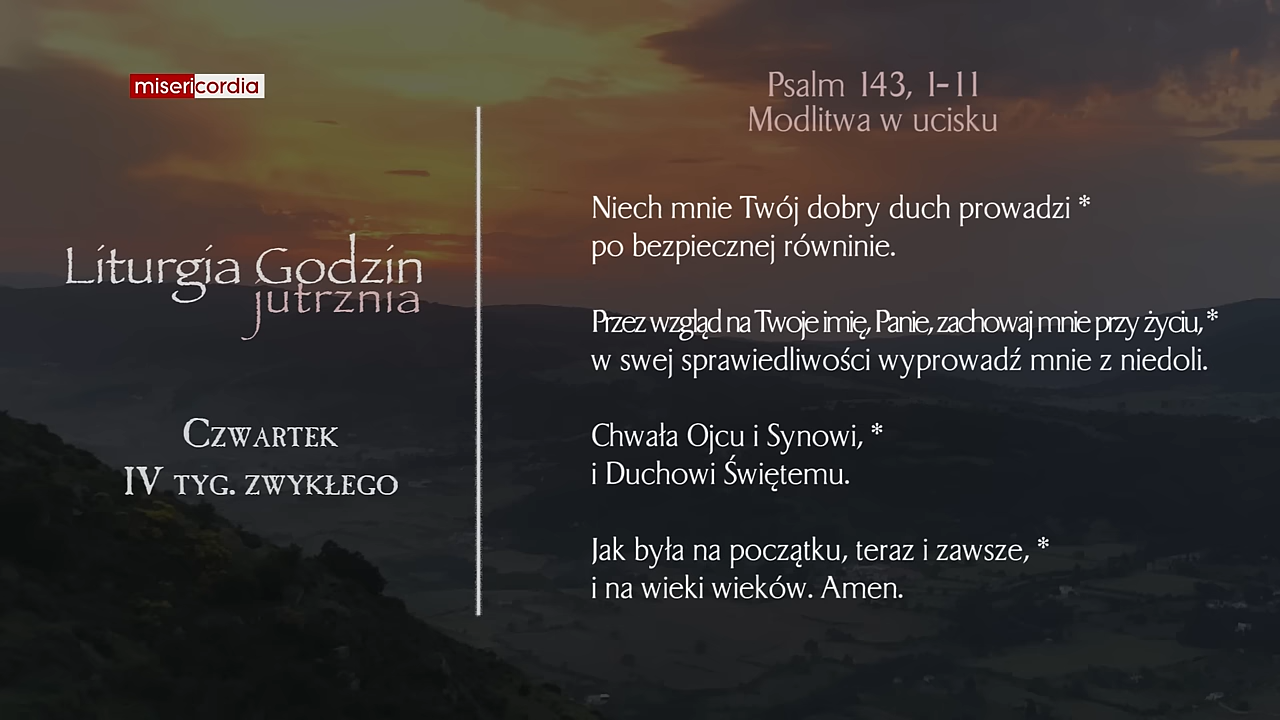 misericordia
Liturgia Godzin
jutrznia
Czwartek
IV tyg. zwykłego
Psalm 143, 1-11
Modlitwa w ucisku
Niech mnie Twój dobry duch prowadzi *
po bezpiecznej równinie.
Przez wzgląd na Twoje imię, Panie, zachowaj mnie przy życiu, *
w swej sprawiedliwości wyprowadź mnie z niedoli.
Chwała Ojcu i Synowi, *
i Duchowi Świętemu.
Jak była na początku, teraz i zawsze, *
i na wieki wieków. Amen.